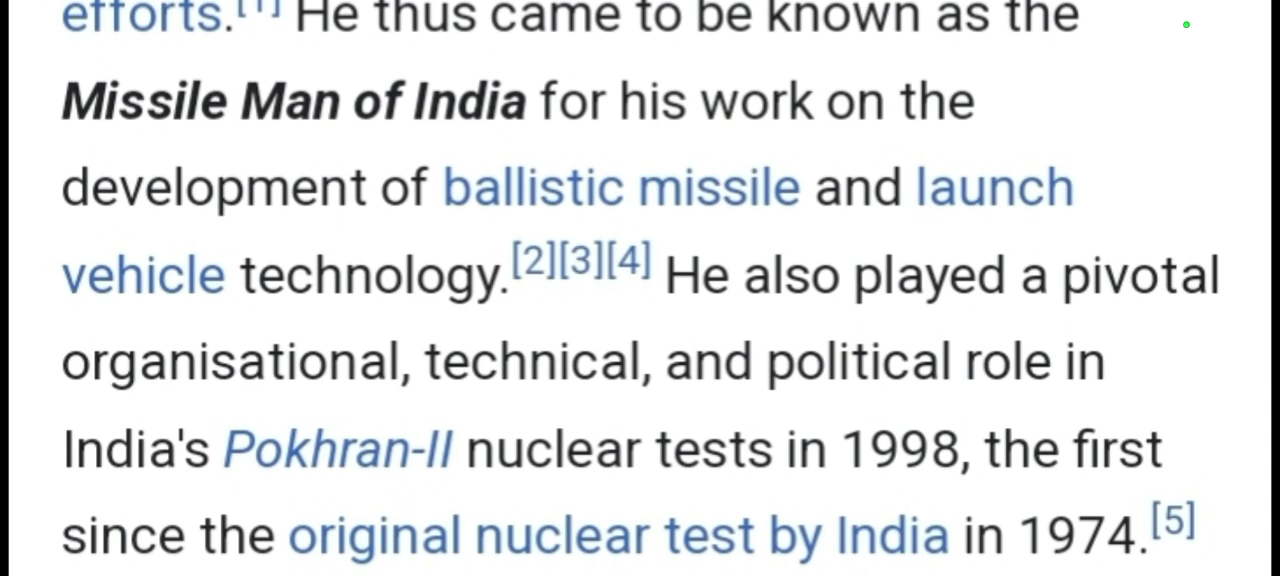 efforts.[1] He thus came to be known as the
Missile Man of India for his work on the
development of ballistic missile and launch
vehicle technology.[2][3][4] He also played a pivotal
organisational, technical, and political role in
India's Pokhran-II nuclear tests in 1998, the first
since the original nuclear test by India in 1974.[5]